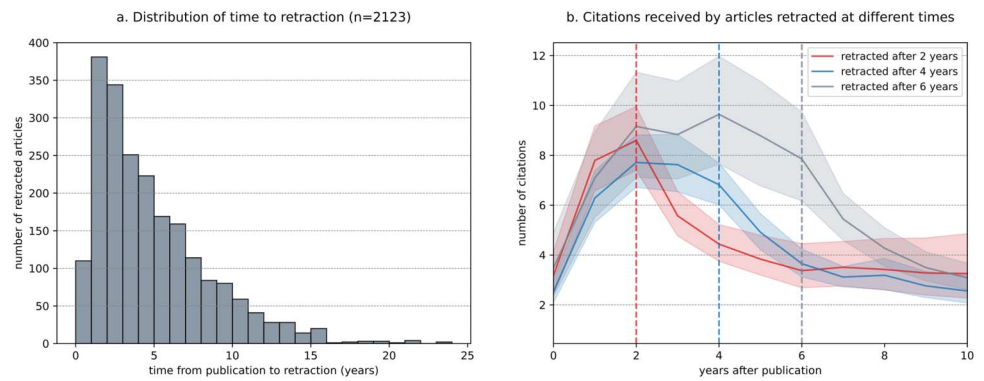 a. Distribution of time to retraction (n=2123)
400
350
300
250
200
150
100
50
0
number of retracted articles
0 5 10 15 20 25
time from publication to retraction (years)
b. Citations received by articles retracted at different times
12
10
8
6
4
2
number of citations
retracted after 2 years
retracted after 4 years
retracted after 6 years
0 2 4 6 8 10
years after publication